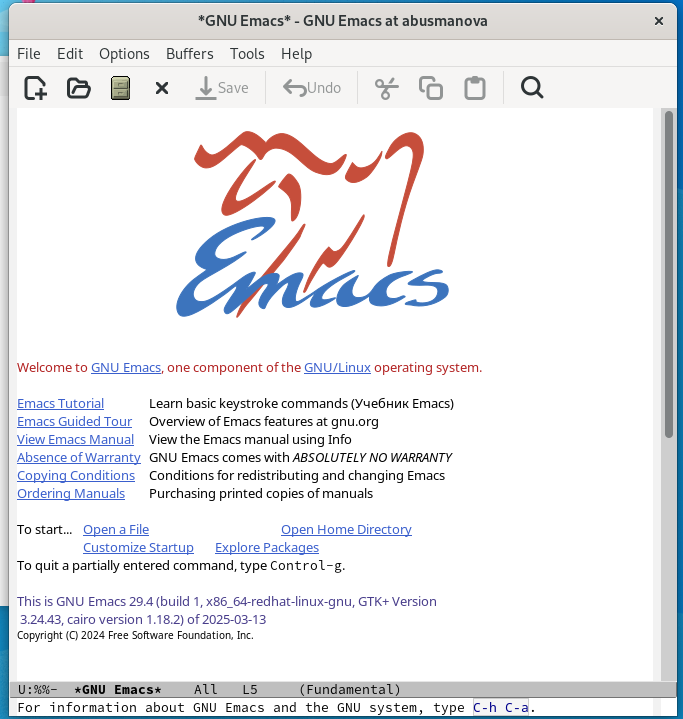 *GNU Emacs* - GNU Emacs at abusmanova
File Edit Options Buffers Tools Help
Save Undo
Emacs
Welcome to GNU Emacs, one component of the GNU/Linux operating system.
Emacs Tutorial Learn basic keystroke commands (Учебник Emacs)
Emacs Guided Tour Overview of Emacs features at gnu.org
View Emacs Manual View the Emacs manual using Info
Absence of Warranty GNU Emacs comes with ABSOLUTELY NO WARRANTY
Copying Conditions Conditions for redistributing and changing Emacs
Ordering Manuals Purchasing printed copies of manuals
To start... Open a File Open Home Directory
Customize Startup Explore Packages
To quit a partially entered command, type Control-g.
This is GNU Emacs 29.4 (build 1, x86_64-redhat-linux-gnu, GTK+ Version
3.24.43, cairo version 1.18.2) of 2025-03-13
Copyright (C) 2024 Free Software Foundation, Inc.
U:%%- *GNU Emacs* All L5 (Fundamental)
For information about GNU Emacs and the GNU system, type C-h C-a.